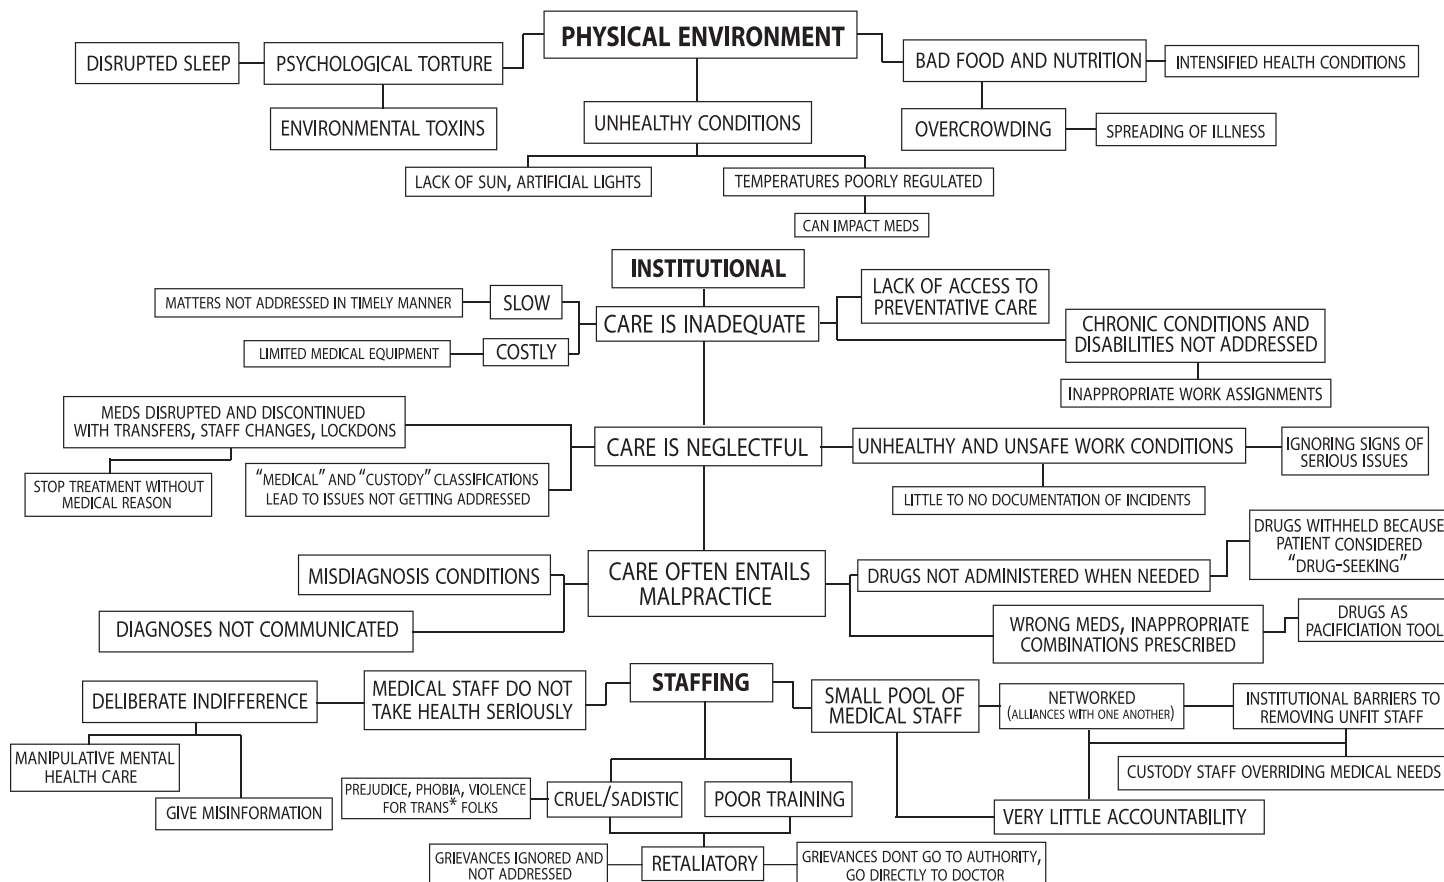 PHYSICAL ENVIRONMENT
DISRUPTED SLEEP
PSYCHOLOGICAL TORTURE
BAD FOOD AND NUTRITION
INTENSIFIED HEALTH CONDITIONS
ENVIRONMENTAL TOXINS
UNHEALTHY CONDITIONS
OVERCROWDING
SPREADING OF ILLNESS
LACK OF SUN, ARTIFICIAL LIGHTS
TEMPERATURES POORLY REGULATED
CAN IMPACT MEDS
INSTITUTIONAL
MATTERS NOT ADDRESSED IN TIMELY MANNER
SLOW
CARE IS INADEQUATE
LACK OF ACCESS TO
PREVENTATIVE CARE
LIMITED MEDICAL EQUIPMENT
COSTLY
CHRONIC CONDITIONS AND
DISABILITIES NOT ADDRESSED
INAPPROPRIATE WORK ASSIGNMENTS
MEDS DISRUPTED AND DISCONTINUED
WITH TRANSFERS, STAFF CHANGES, LOCKDONS
CARE IS NEGLECTFUL
UNHEALTHY AND UNSAFE WORK CONDITIONS
IGNORING SIGNS OF
SERIOUS ISSUES
STOP TREATMENT WITHOUT
MEDICAL REASON
"MEDICAL" AND "CUSTODY" CLASSIFICATIONS
LEAD TO ISSUES NOT GETTING ADDRESSED
LITTLE TO NO DOCUMENTATION OF INCIDENTS
MISDIAGNOSIS CONDITIONS
CARE OFTEN ENTAILS
MALPRACTICE
DRUGS NOT ADMINISTERED WHEN NEEDED
DRUGS WITHHELD BECAUSE
PATIENT CONSIDERED
"DRUG-SEEKING"
DIAGNOSES NOT COMMUNICATED
WRONG MEDS, INAPPROPRIATE
COMBINATIONS PRESCRIBED
DRUGS AS
PACIFICIATION TOOL
STAFFING
DELIBERATE INDIFFERENCE
MEDICAL STAFF DO NOT
TAKE HEALTH SERIOUSLY
SMALL POOL OF
MEDICAL STAFF
NETWORKED
(ALLIANCES WITH ONE ANOTHER)
INSTITUTIONAL BARRIERS TO
REMOVING UNFIT STAFF
MANIPULATIVE MENTAL
HEALTH CARE
GIVE MISINFORMATION
CUSTODY STAFF OVERRIDING MEDICAL NEEDS
PREJUDICE, PHOBIA, VIOLENCE
FOR TRANS* FOLKS
CRUEL/SADISTIC
POOR TRAINING
VERY LITTLE ACCOUNTABILITY
GRIEVANCES IGNORED AND
NOT ADDRESSED
RETALIATORY
GRIEVANCES DONT GO TO AUTHORITY,
GO DIRECTLY TO DOCTOR